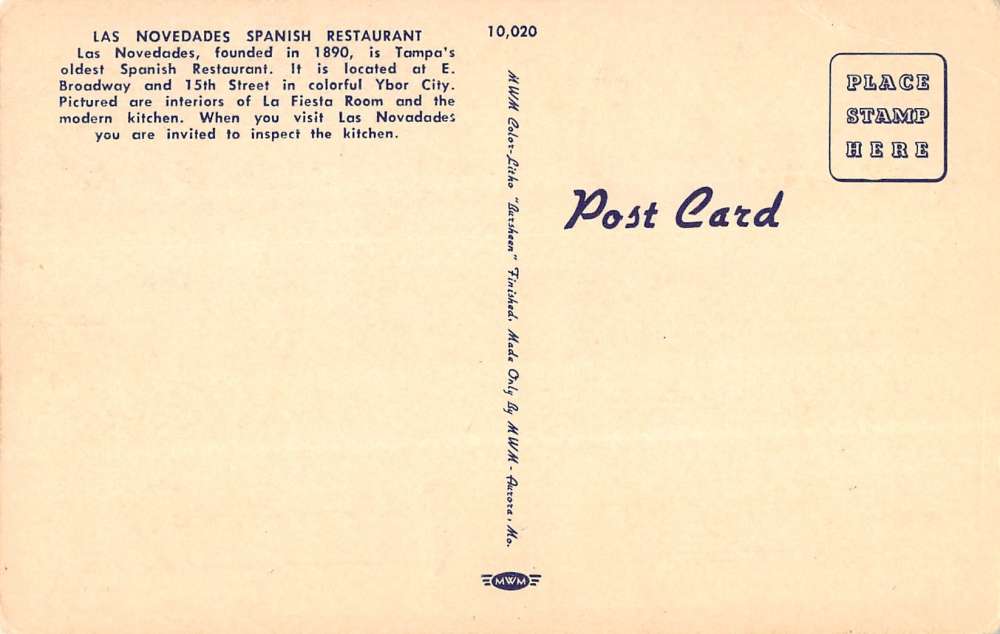 LAS NOVEDADES SPANISH RESTAURANT
Las Novedades, founded in 1890, is Tampa's
oldest Spanish Restaurant. It is located at E.
Broadway and 15th Street in colorful Ybor City.
Pictured are interiors of La Fiesta Room and the
modern kitchen. When you visit Las Novadades
you are invited to inspect the kitchen.
10,020
MWM Color-Litho "Dursheen" Finished, Made Only By MWM - Aurora, Mo.
MWM
Post Card
PLACE
STAMP
HERE